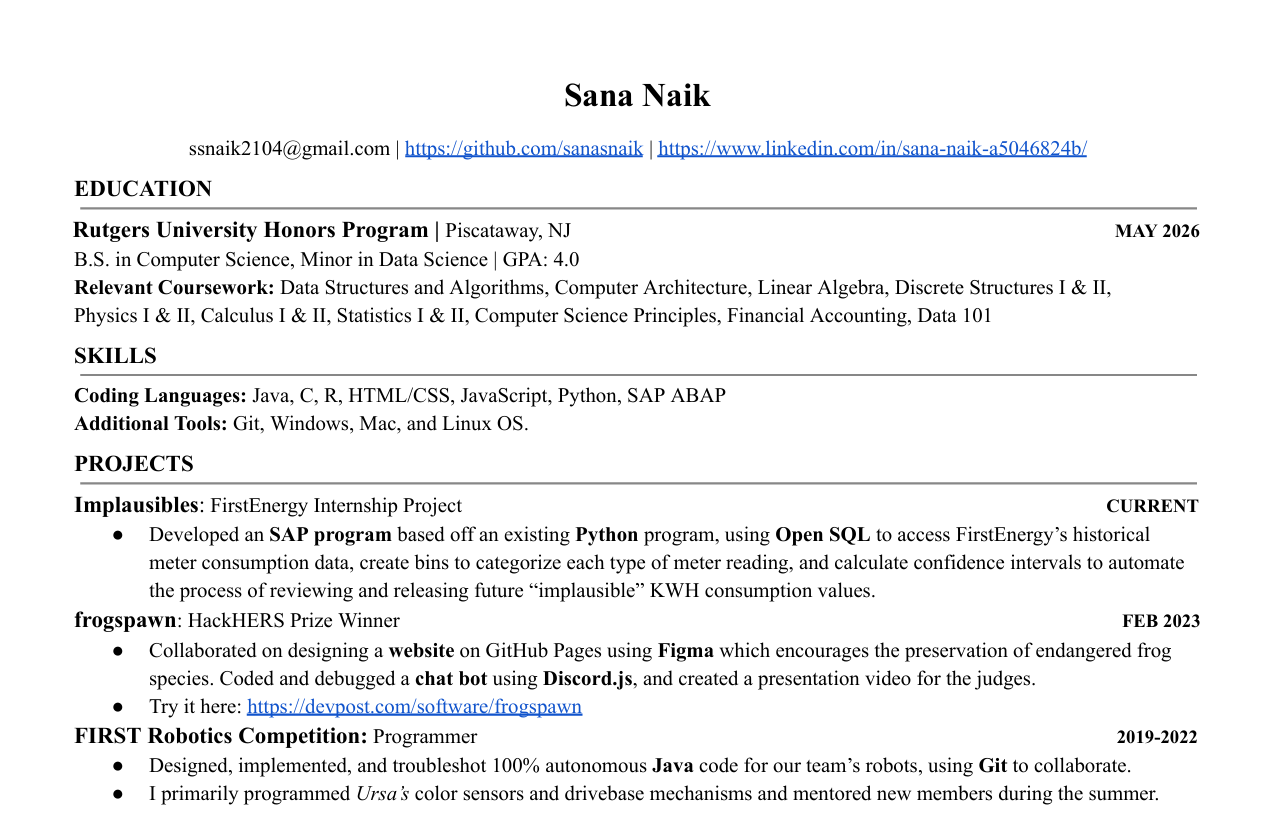 Sana Naik
ssnaik2104@gmail.com | https://github.com/sanasnaik | https://www.linkedin.com/in/sana-naik-a5046824b/
EDUCATION
Rutgers University Honors Program | Piscataway, NJ MAY 2026
B.S. in Computer Science, Minor in Data Science | GPA: 4.0
Relevant Coursework: Data Structures and Algorithms, Computer Architecture, Linear Algebra, Discrete Structures I & II,
Physics I & II, Calculus I & II, Statistics I & II, Computer Science Principles, Financial Accounting, Data 101
SKILLS
Coding Languages: Java, C, R, HTML/CSS, JavaScript, Python, SAP ABAP
Additional Tools: Git, Windows, Mac, and Linux OS.
PROJECTS
Implausibles: FirstEnergy Internship Project CURRENT
● Developed an SAP program based off an existing Python program, using Open SQL to access FirstEnergy’s historical
meter consumption data, create bins to categorize each type of meter reading, and calculate confidence intervals to automate
the process of reviewing and releasing future “implausible” KWH consumption values.
frogspawn: HackHERS Prize Winner FEB 2023
● Collaborated on designing a website on GitHub Pages using Figma which encourages the preservation of endangered frog
species. Coded and debugged a chat bot using Discord.js, and created a presentation video for the judges.
● Try it here: https://devpost.com/software/frogspawn
FIRST Robotics Competition: Programmer 2019-2022
● Designed, implemented, and troubleshot 100% autonomous Java code for our team’s robots, using Git to collaborate.
● I primarily programmed Ursa’s color sensors and drivebase mechanisms and mentored new members during the summer.